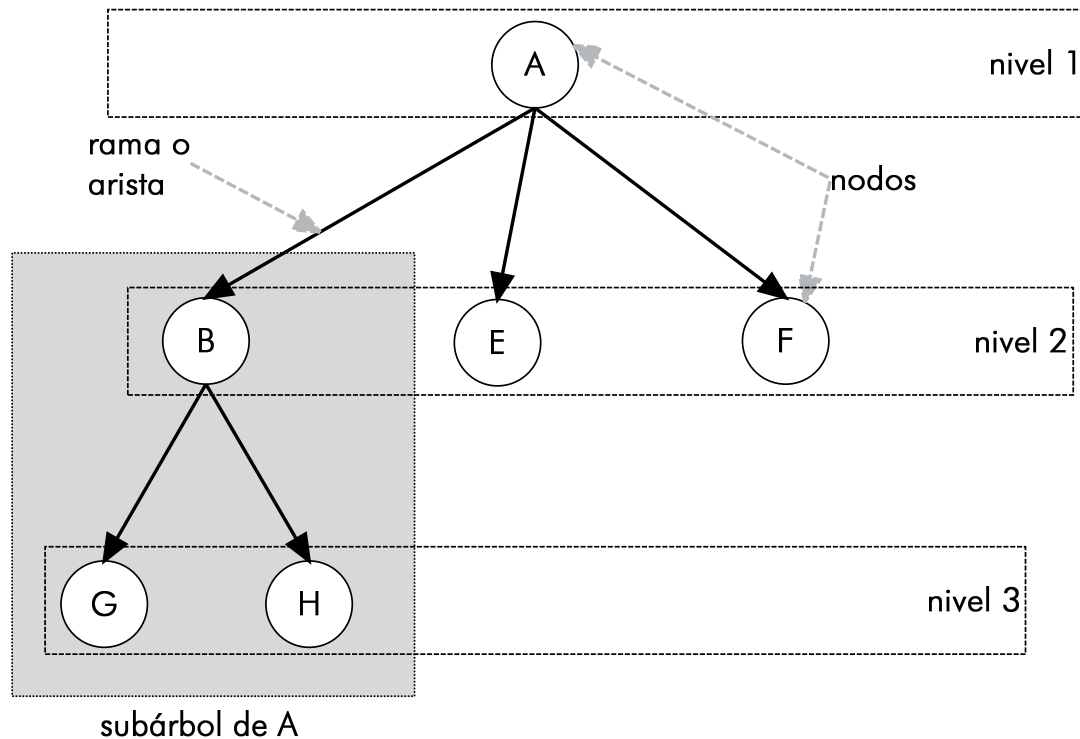 A
nivel 1
rama o
arista
nodos
B
E
F
nivel 2
G
H
nivel 3
subárbol de A